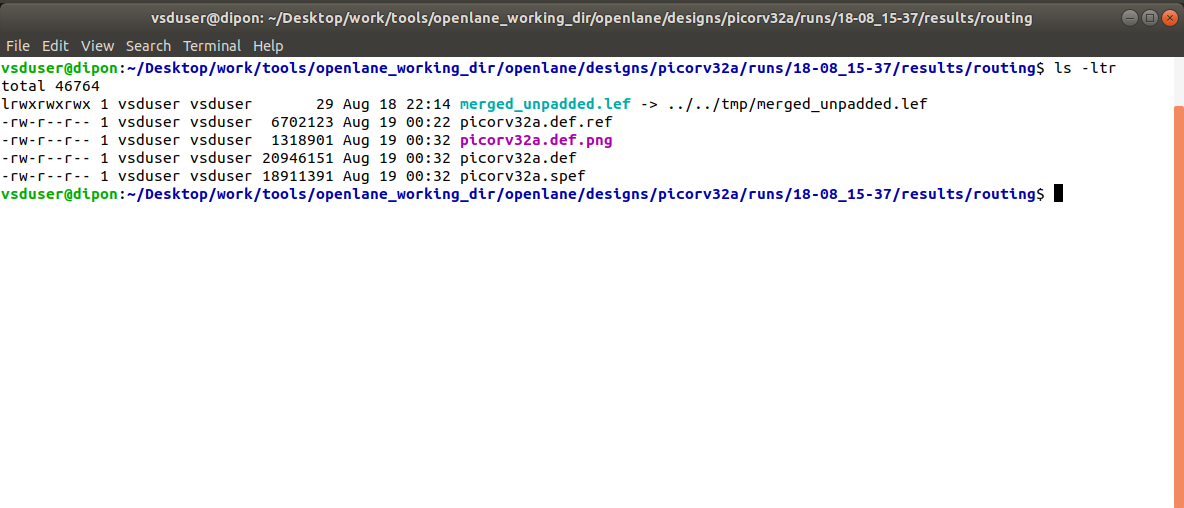 vsduser@dipon: ~/Desktop/work/tools/openlane_working_dir/openlane/designs/picorv32a/runs/18-08_15-37/results/routing
File Edit View Search Terminal Help
vsduser@dipon:~/Desktop/work/tools/openlane_working_dir/openlane/designs/picorv32a/runs/18-08_15-37/results/routing$ ls -ltr
total 46764
lrwxrwxrwx 1 vsduser vsduser       29 Aug 18 22:14 merged_unpadded.lef -> ../../tmp/merged_unpadded.lef
-rw-r--r-- 1 vsduser vsduser  6702123 Aug 19 00:22 picorv32a.def.ref
-rw-r--r-- 1 vsduser vsduser  1318901 Aug 19 00:32 picorv32a.def.png
-rw-r--r-- 1 vsduser vsduser 20946151 Aug 19 00:32 picorv32a.def
-rw-r--r-- 1 vsduser vsduser 18911391 Aug 19 00:32 picorv32a.spef
vsduser@dipon:~/Desktop/work/tools/openlane_working_dir/openlane/designs/picorv32a/runs/18-08_15-37/results/routing$